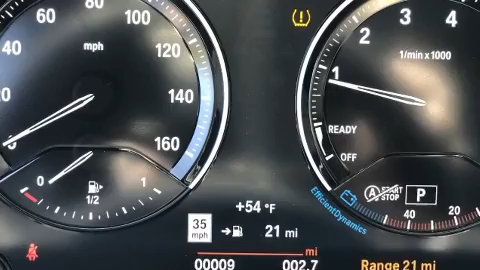 80
60
100
40
mph
120
20
140
0
160
0
1/2
1
3
4
2
1/min x 1000
1
READY
OFF
EfficientDynamics
A START STOP
P
40
20
+54 °F
35 mph
21 mi
mi
00009
002.7
Range 21 mi